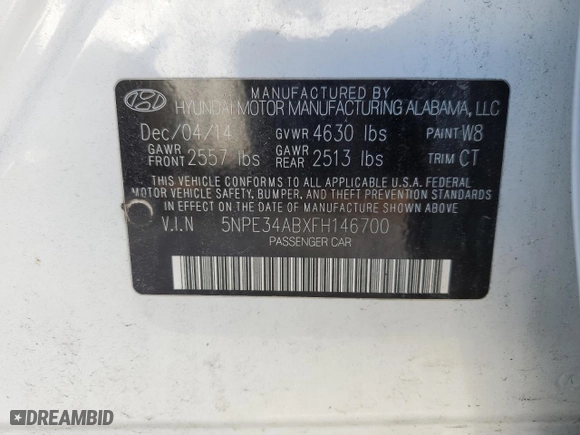 MANUFACTURED BY
HYUNDAI MOTOR MANUFACTURING ALABAMA, LLC
Dec/04/14 GVWR 4630 lbs PAINT W8
GAWR FRONT 2557 lbs GAWR REAR 2513 lbs TRIM CT
THIS VEHICLE CONFORMS TO ALL APPLICABLE U.S.A. FEDERAL
MOTOR VEHICLE SAFETY, BUMPER, AND THEFT PREVENTION STANDARDS
IN EFFECT ON THE DATE OF MANUFACTURE SHOWN ABOVE.
V.I.N 5NPE34ABXFH146700
PASSENGER CAR
DREAMBID